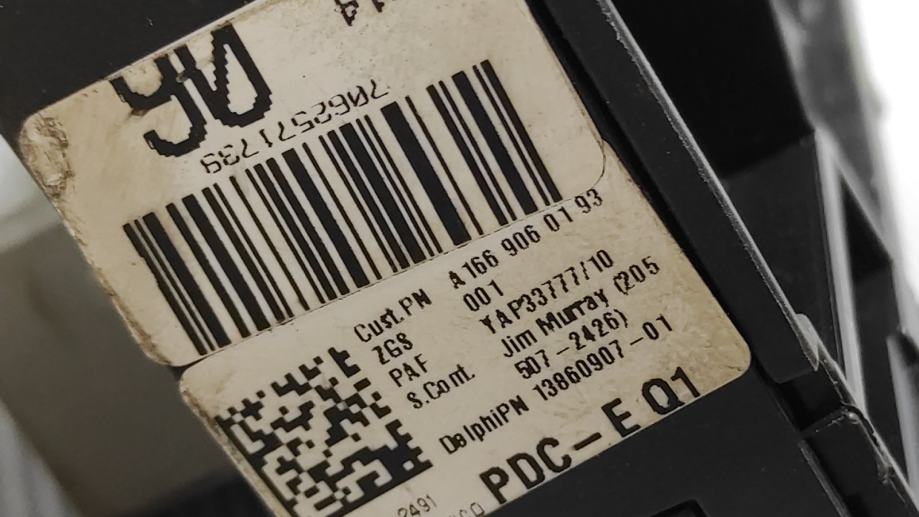 7062571739
Cust.PN A 166 906 01 93
ZGS 001
PAF YAP33777/10
S.Cont. Jim Murray (205
507-2426)
DelphiPN 13860907-01
PDC-E Q1
2491